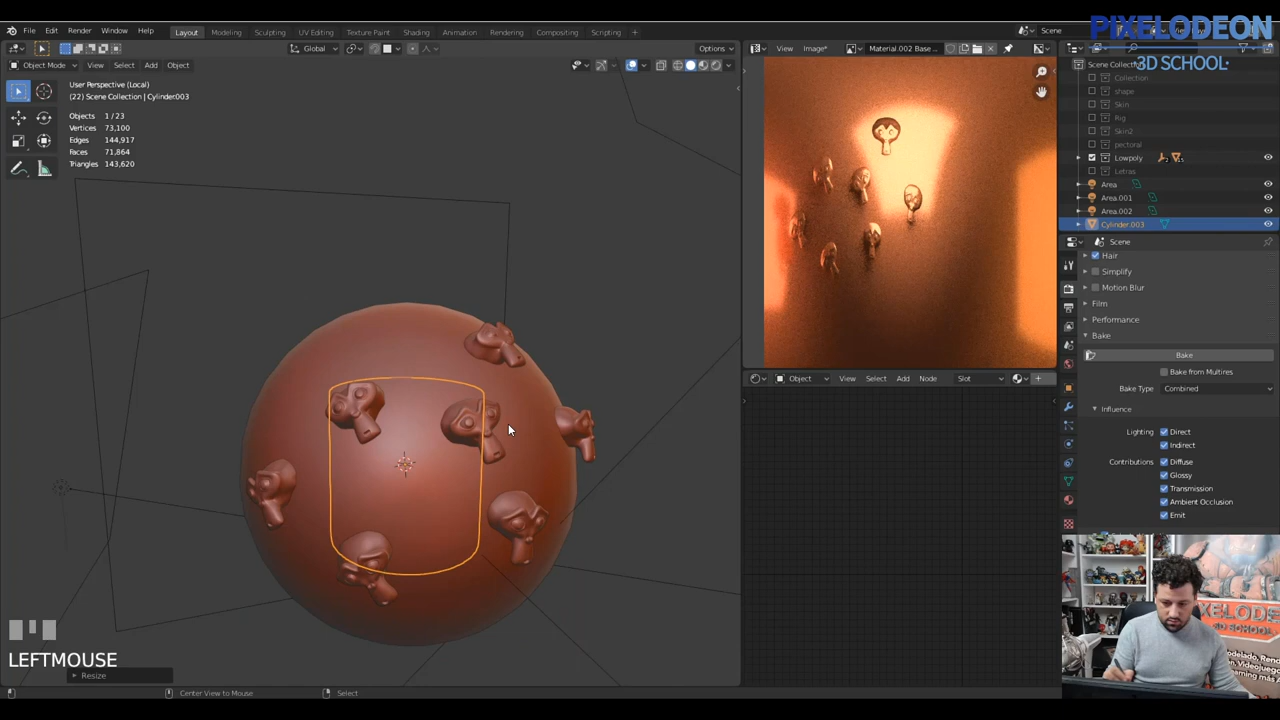 File Edit Render Window Help Layout Modeling Sculpting UV Editing Texture Paint Shading Animation Rendering Compositing Scripting Scene
PIXELODEON
3D SCHOOL
Global Options
Object Mode View Select Add Object
User Perspective (Local)
(22) Scene Collection | Cylinder.003
Objects 1/23
Vertices 73,100
Edges 144,917
Faces 71,864
Triangles 143,620
LEFTMOUSE
Resize
Center View to Mouse
Select
View Image* Material.002 Base ...
Object View Select Add Node Slot
Scene Collection
Collection
shape
Skin
Rig
Skin2
pectoral
Lowpoly
Letras
Area
Area.001
Area.002
Cylinder.003
Scene
Hair
Simplify
Motion Blur
Film
Performance
Bake
Bake
Bake from Multires
Bake Type Combined
Influence
Lighting Direct
Indirect
Contributions Diffuse
Glossy
Transmission
Ambient Occlusion
Emit